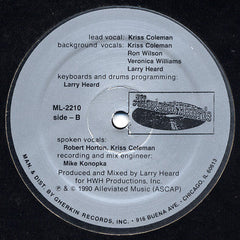 lead vocal: Kriss Coleman
background vocals: Kriss Coleman
Ron Wilson
Veronica Williams
Larry Heard
keyboards and drums programming:
Larry Heard
ML-2210
side – B
spoken vocals:
Robert Horton, Kriss Coleman
recording and mix engineer:
Mike Konopka
Produced and Mixed by Larry Heard
for HWH Productions, Inc.
℗ & © 1990 Alleviated Music (ASCAP)
MAN. & DIST. BY GHERKIN RECORDS, INC. • 916 BUENA AVE. • CHICAGO, IL 60613